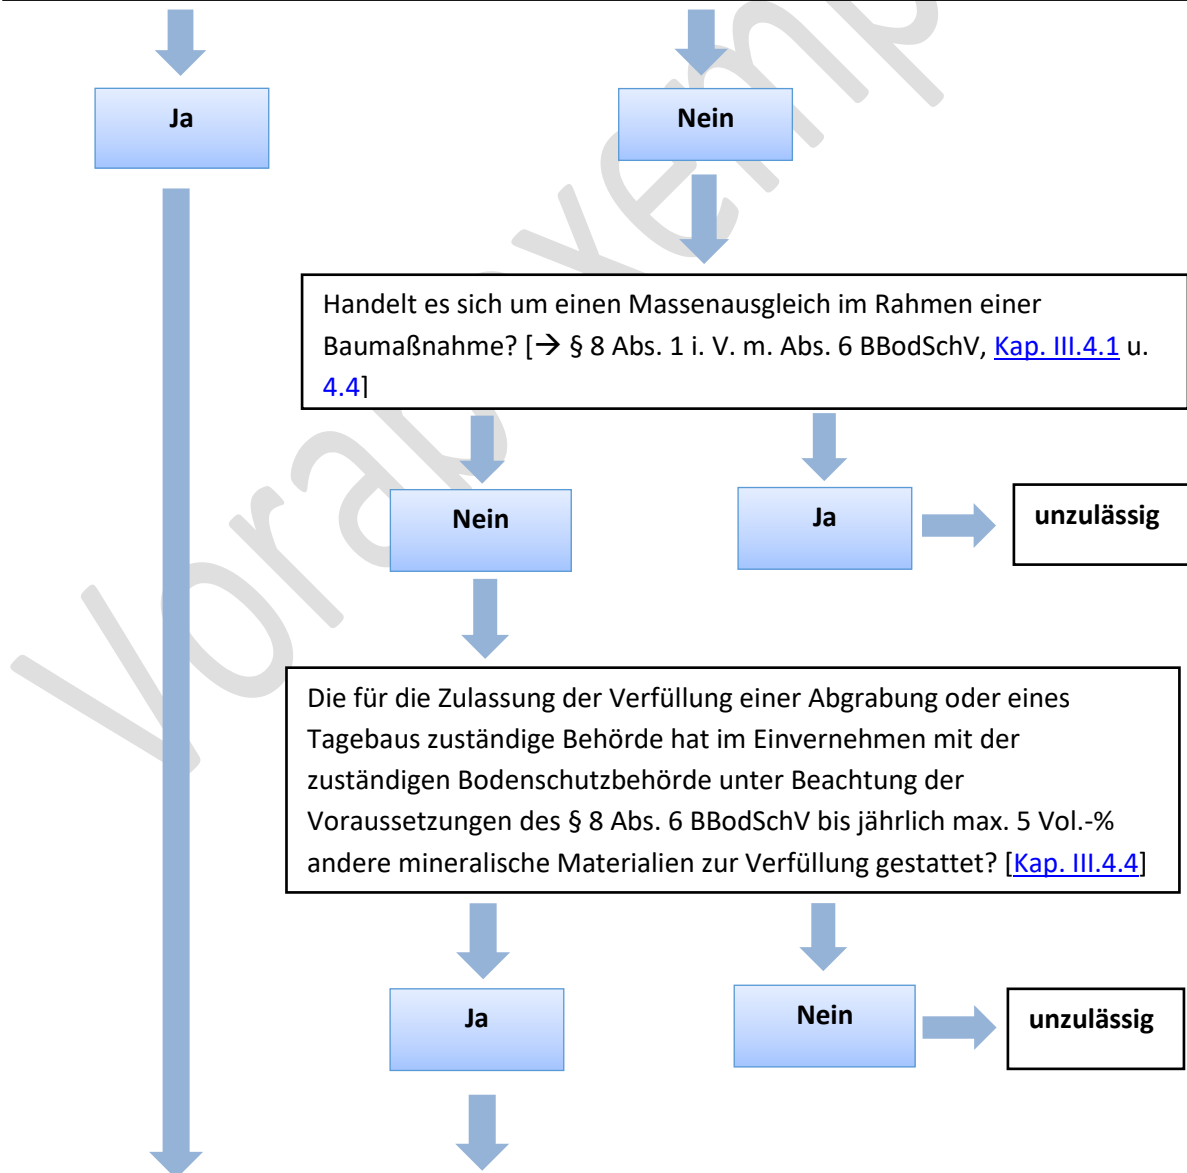 Ja
Nein
Handelt es sich um einen Massenausgleich im Rahmen einer
Baumaßnahme? [→ § 8 Abs. 1 i. V. m. Abs. 6 BBodSchV, Kap. III.4.1 u.
4.4]
Nein
Ja
unzulässig
Die für die Zulassung der Verfüllung einer Abgrabung oder eines
Tagebaus zuständige Behörde hat im Einvernehmen mit der
zuständigen Bodenschutzbehörde unter Beachtung der
Voraussetzungen des § 8 Abs. 6 BBodSchV bis jährlich max. 5 Vol.-%
andere mineralische Materialien zur Verfüllung gestattet? [Kap. III.4.4]
Ja
Nein
unzulässig